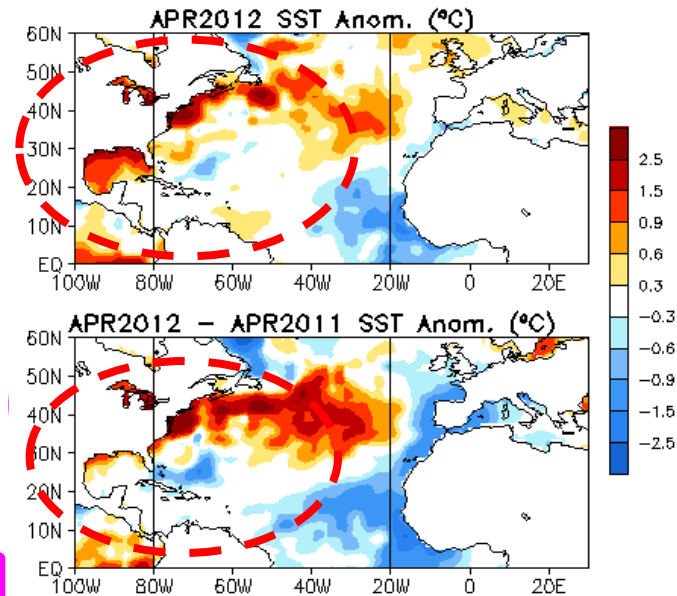 APR2012 SST Anom. (°C)
60N
50N
40N
30N
20N
10N
EQ
100W 80W 60W 40W 20W 0 20E
APR2012 – APR2011 SST Anom. (°C)
60N
50N
40N
30N
20N
10N
EQ
100W 80W 60W 40W 20W 0 20E
2.5
1.5
0.9
0.6
0.3
−0.3
−0.6
−0.9
−1.5
−2.5